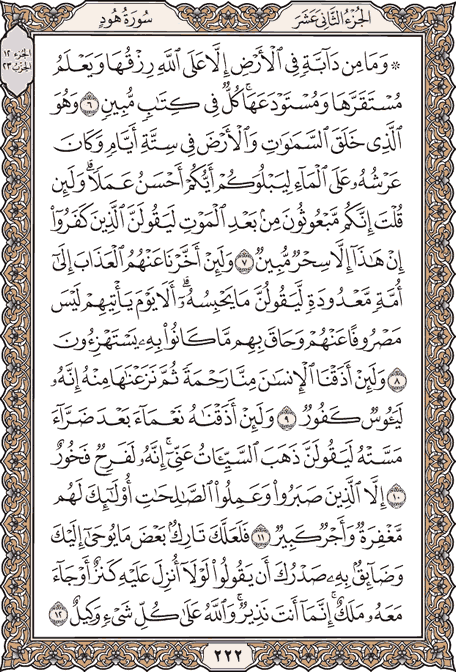 الجُزْءُ الثَّانِي عَشَرَ
سُورَةُ هُودٍ
الجزء ١٢
الحزب ٢٣
۞ وَمَا مِن دَآبَّةٍ فِي ٱلْأَرْضِ إِلَّا عَلَى ٱللَّهِ رِزْقُهَا وَيَعْلَمُ
مُسْتَقَرَّهَا وَمُسْتَوْدَعَهَاۚ كُلٌّ فِي كِتَٰبٍ مُّبِينٍ ٦ وَهُوَ
ٱلَّذِي خَلَقَ ٱلسَّمَٰوَٰتِ وَٱلْأَرْضَ فِي سِتَّةِ أَيَّامٍ وَكَانَ
عَرْشُهُۥ عَلَى ٱلْمَآءِ لِيَبْلُوَكُمْ أَيُّكُمْ أَحْسَنُ عَمَلًاۗ وَلَئِن
قُلْتَ إِنَّكُم مَّبْعُوثُونَ مِنۢ بَعْدِ ٱلْمَوْتِ لَيَقُولَنَّ ٱلَّذِينَ كَفَرُوٓا۟
إِنْ هَٰذَآ إِلَّا سِحْرٌ مُّبِينٌ ٧ وَلَئِنْ أَخَّرْنَا عَنْهُمُ ٱلْعَذَابَ إِلَىٰٓ
أُمَّةٍ مَّعْدُودَةٍ لَّيَقُولُنَّ مَا يَحْبِسُهُۥٓۗ أَلَا يَوْمَ يَأْتِيهِمْ لَيْسَ
مَصْرُوفًا عَنْهُمْ وَحَاقَ بِهِم مَّا كَانُوا۟ بِهِۦ يَسْتَهْزِءُونَ
٨ وَلَئِنْ أَذَقْنَا ٱلْإِنسَٰنَ مِنَّا رَحْمَةً ثُمَّ نَزَعْنَٰهَا مِنْهُ إِنَّهُۥ
لَيَـُٔوسٌ كَفُورٌ ٩ وَلَئِنْ أَذَقْنَٰهُ نَعْمَآءَ بَعْدَ ضَرَّآءَ
مَسَّتْهُ لَيَقُولَنَّ ذَهَبَ ٱلسَّيِّـَٔاتُ عَنِّيٓۚ إِنَّهُۥ لَفَرِحٌ فَخُورٌ
١٠ إِلَّا ٱلَّذِينَ صَبَرُوا۟ وَعَمِلُوا۟ ٱلصَّٰلِحَٰتِ أُو۟لَٰٓئِكَ لَهُم
مَّغْفِرَةٌ وَأَجْرٌ كَبِيرٌ ١١ فَلَعَلَّكَ تَارِكٌۢ بَعْضَ مَا يُوحَىٰٓ إِلَيْكَ
وَضَآئِقٌۢ بِهِۦ صَدْرُكَ أَن يَقُولُوا۟ لَوْلَآ أُنزِلَ عَلَيْهِ كَنزٌ أَوْ جَآءَ
مَعَهُۥ مَلَكٌۚ إِنَّمَآ أَنتَ نَذِيرٌۚ وَٱللَّهُ عَلَىٰ كُلِّ شَيْءٍ وَكِيلٌ ١٢
٢٢٢